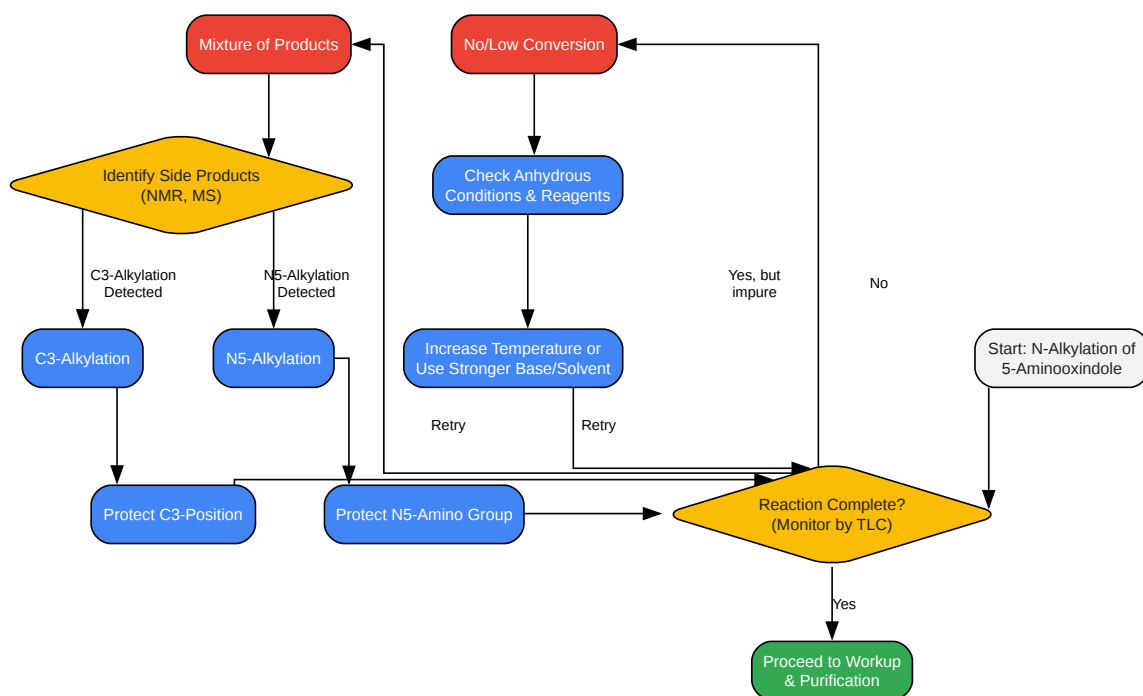 Mixture of Products
No/Low Conversion
Identify Side Products
(NMR, MS)
Check Anhydrous
Conditions & Reagents
C3-Alkylation
Detected
N5-Alkylation
Detected
Yes, but
impure
No
C3-Alkylation
N5-Alkylation
Increase Temperature or
Use Stronger Base/Solvent
Start: N-Alkylation of
5-Aminooxindole
Retry
Retry
Protect C3-Position
Protect N5-Amino Group
Reaction Complete?
(Monitor by TLC)
Yes
Proceed to Workup
& Purification